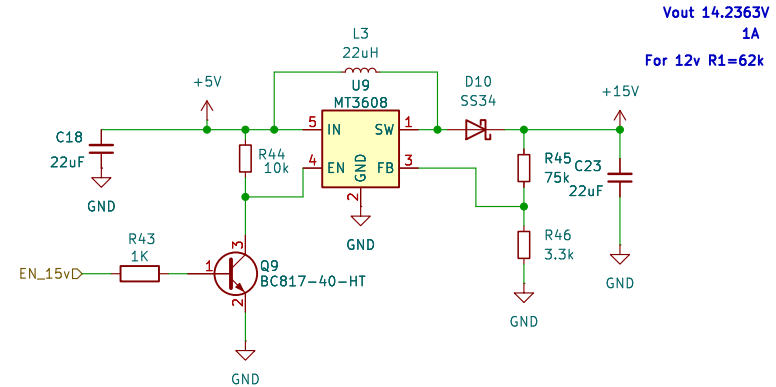 Vout 14.2363V
1A
For 12v R1=62k
L3
22uH
U9
MT3608
D10
SS34
+5V
+15V
C18
22uF
GND
R44
10k
5
IN
SW
1
4
EN
GND
FB
3
2
GND
R45
75k
C23
22uF
GND
R46
3.3k
GND
R43
1K
EN_15v
1
3
2
Q9
BC817-40-HT
GND